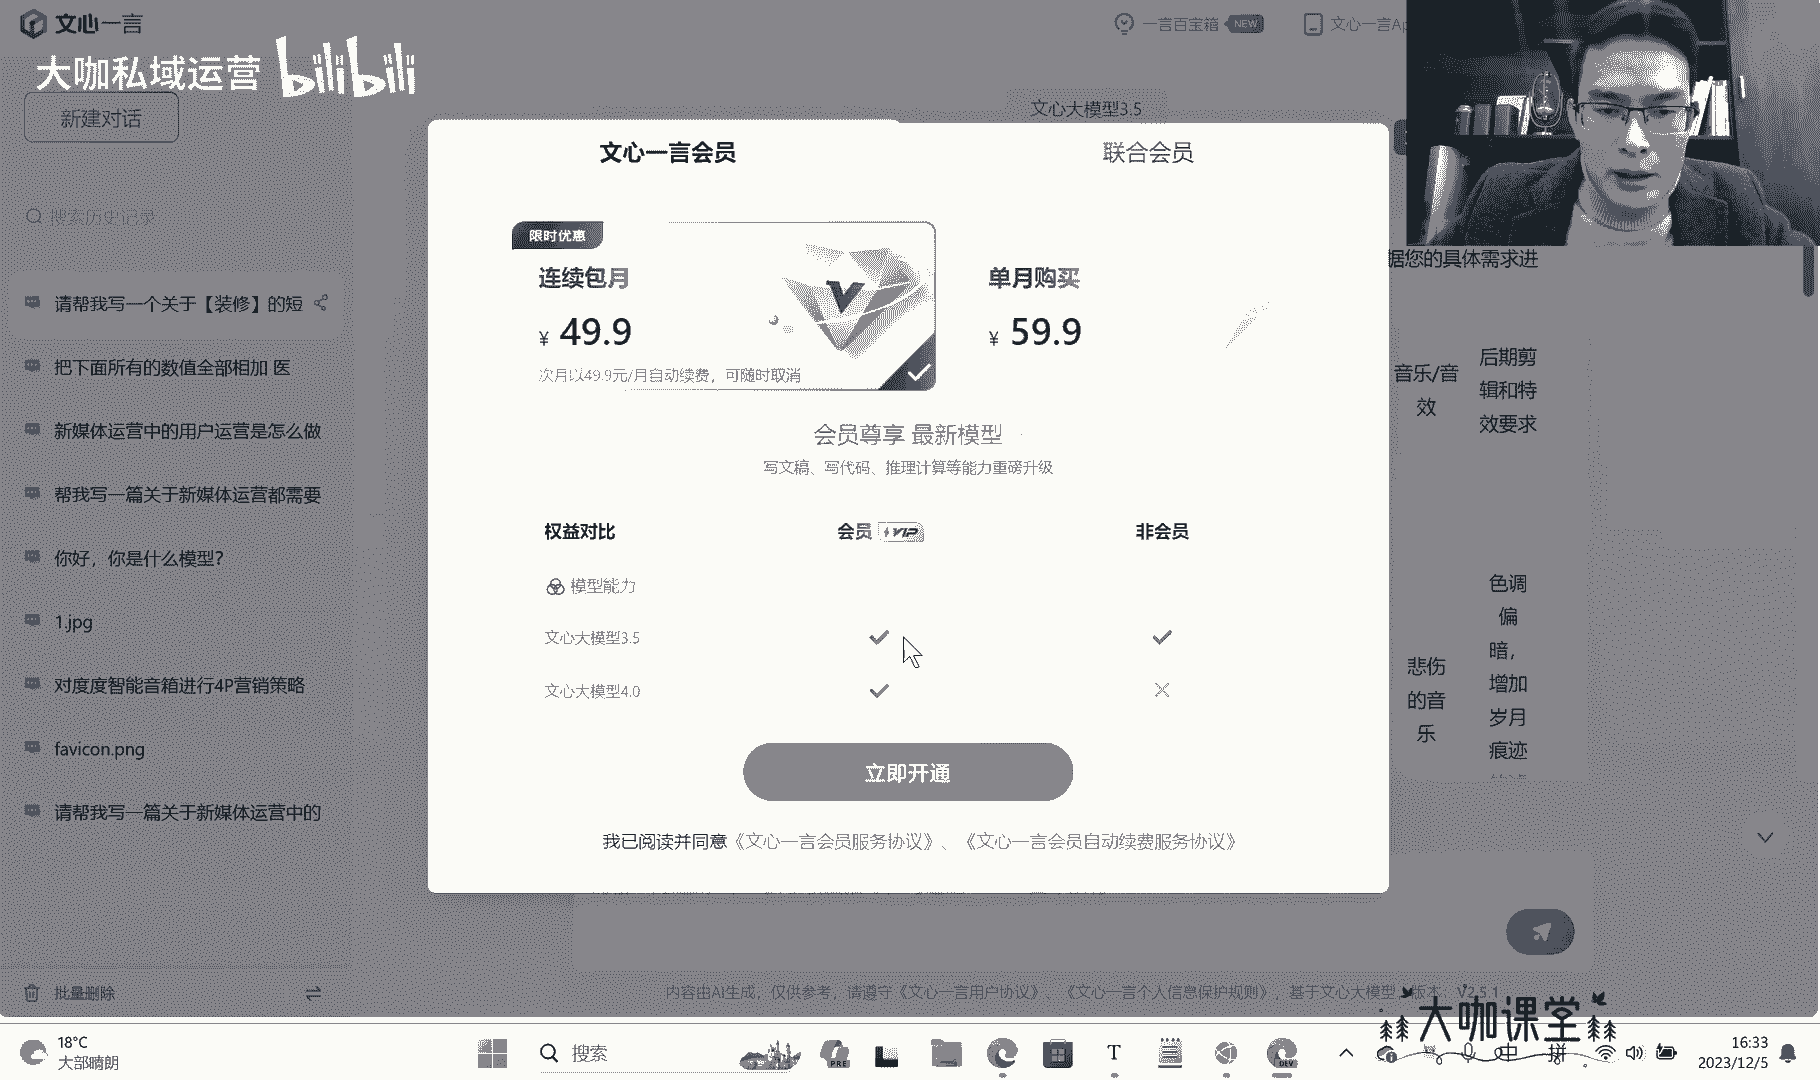 文心一言
一言百宝箱 NEW
文心一言Ap
大咖私域运营 bilibili
新建对话
文心大模型3.5
搜索历史记录
请帮我写一个关于【装修】的短
把下面所有的数值全部相加 医
新媒体运营中的用户运营是怎么做
帮我写一篇关于新媒体运营都需要
你好，你是什么模型？
1.jpg
对度度智能音箱进行4P营销策略
favicon.png
请帮我写一篇关于新媒体运营中的
批量删除
文心一言会员
联合会员
限时优惠
连续包月
¥ 49.9
次月以49.9元/月自动续费，可随时取消
单月购买
¥ 59.9
会员尊享 最新模型
写文稿、写代码、推理计算等能力重磅升级
权益对比 会员 VIP 非会员
模型能力
文心大模型3.5
文心大模型4.0
立即开通
我已阅读并同意《文心一言会员服务协议》、《文心一言会员自动续费服务协议》
据您的具体需求进
音乐/音
效
后期剪
辑和特
效要求
悲伤
的音
乐
色调
偏
暗，
增加
岁月
痕迹
内容由AI生成，仅供参考，请遵守《文心一言用户协议》、《文心一言个人信息保护规则》，基于文心大模型，版本：V2.5.1
大咖课堂
18°C
大部晴朗
搜索
PRE
DEV
中
拼
16:33
2023/12/5